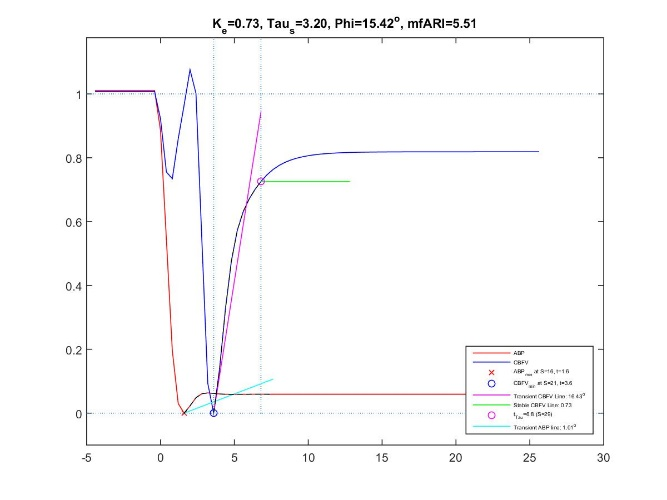 K_e=0.73, Tau_s=3.20, Phi=15.42°, mfARI=5.51
1
0.8
0.6
0.4
0.2
0
-5 0 5 10 15 20 25 30
ABP
CBFV
ABP_min at S=16, t=1.6
CBFV_min at S=21, t=3.6
Transient CBFV Line: 16.43°
Stable CBFV Line: 0.73
t_Tau=6.8 (S=29)
Transient ABP line: 1.01°